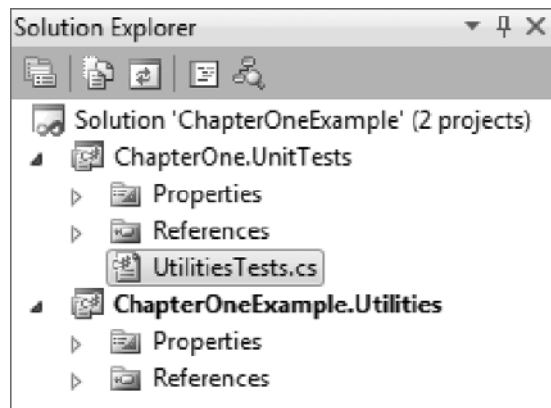 Solution Explorer
Solution 'ChapterOneExample' (2 projects)
ChapterOne.UnitTests
Properties
References
UtilitiesTests.cs
ChapterOneExample.Utilities
Properties
References